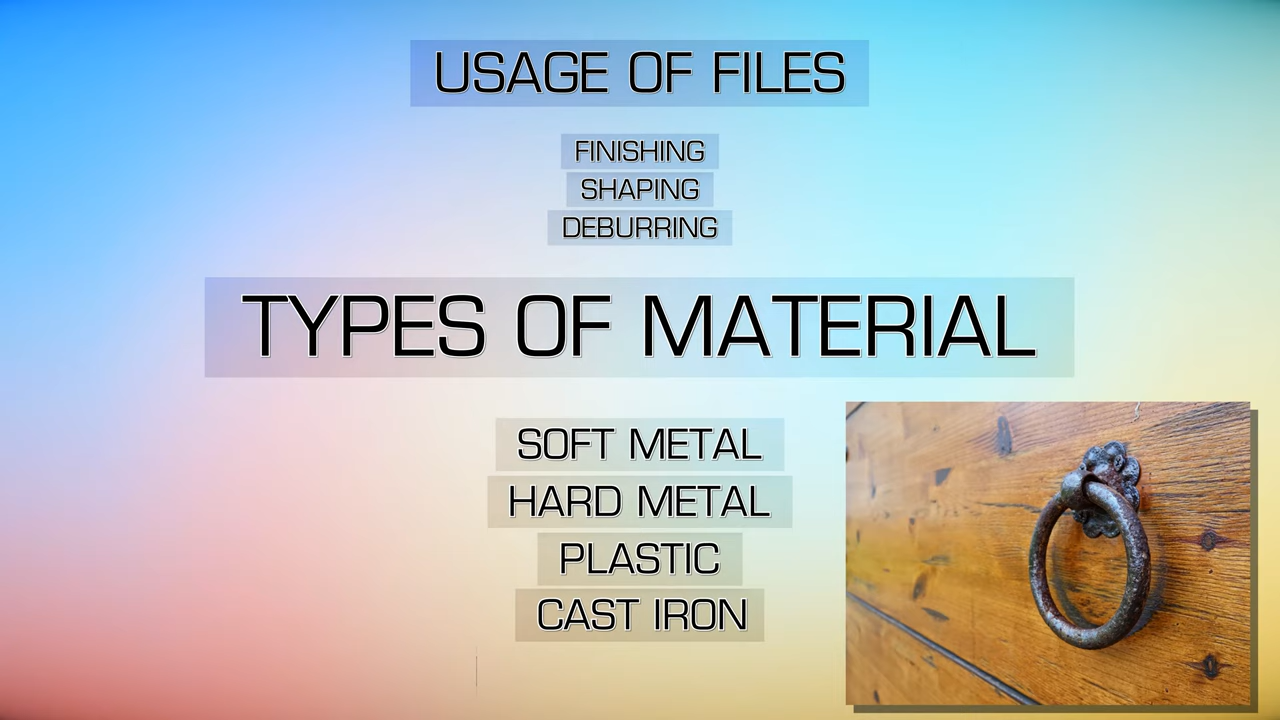 USAGE OF FILES
FINISHING
SHAPING
DEBURRING
TYPES OF MATERIAL
SOFT METAL
HARD METAL
PLASTIC
CAST IRON